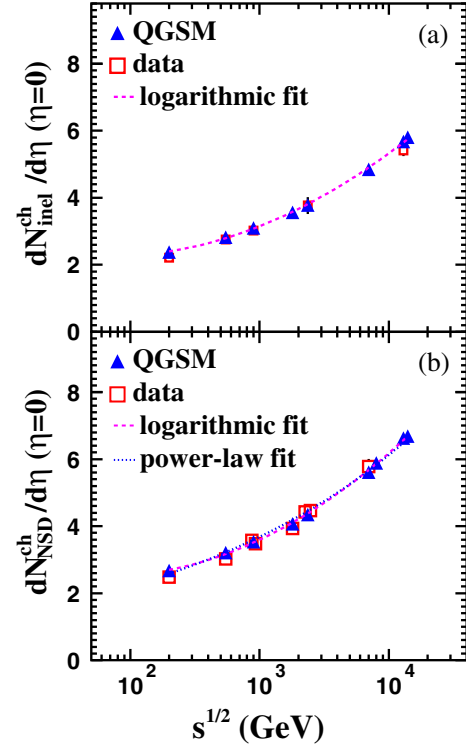 (a)
QGSM
data
logarithmic fit
8
6
4
2
0
dN^ch_inel /dη (η=0)
(b)
QGSM
data
logarithmic fit
power-law fit
8
6
4
2
0
dN^ch_NSD/dη (η=0)
10^2 10^3 10^4
s^1/2 (GeV)